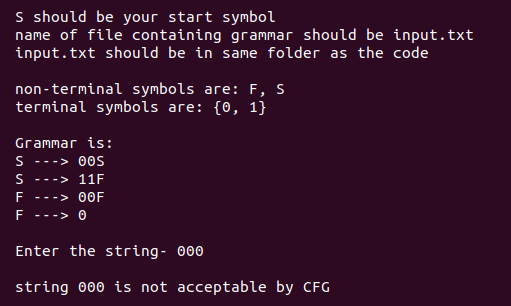 S should be your start symbol
name of file containing grammar should be input.txt
input.txt should be in same folder as the code
non-terminal symbols are: F, S
terminal symbols are: {0, 1}
Grammar is:
S ---> 00S
S ---> 11F
F ---> 00F
F ---> 0
Enter the string- 000
string 000 is not acceptable by CFG